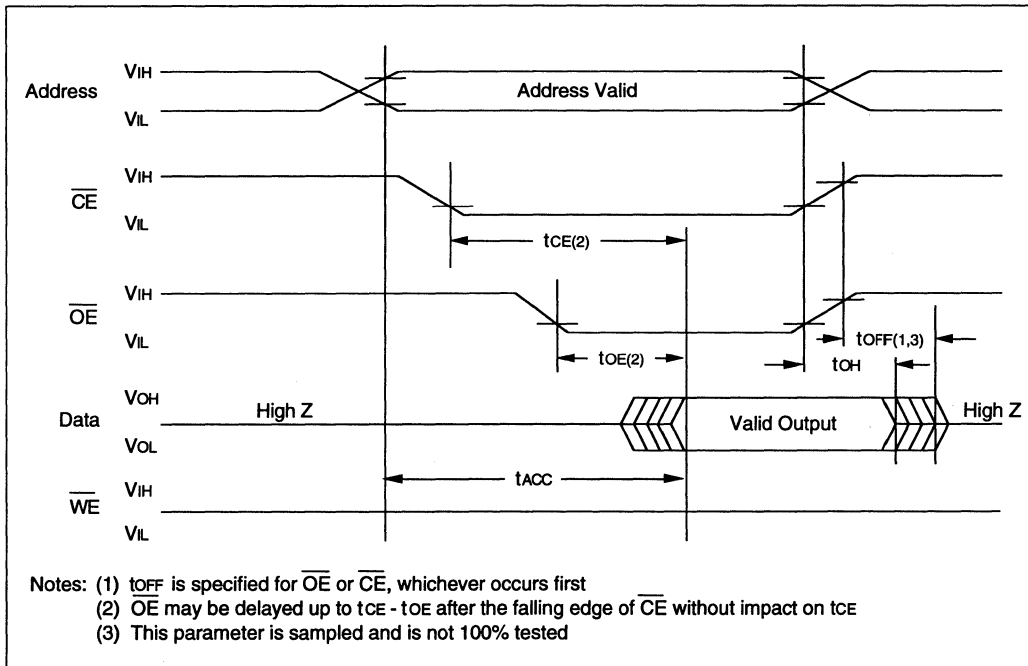 Address
VIH
VIL
Address Valid
CE
VIH
VIL
tCE(2)
OE
VIH
VIL
tOE(2)
tOFF(1,3)
tOH
Data
VOH
VOL
High Z
Valid Output
High Z
tACC
WE
VIH
VIL
Notes: (1) tOFF is specified for OE or CE, whichever occurs first
(2) OE may be delayed up to tCE - tOE after the falling edge of CE without impact on tCE
(3) This parameter is sampled and is not 100% tested